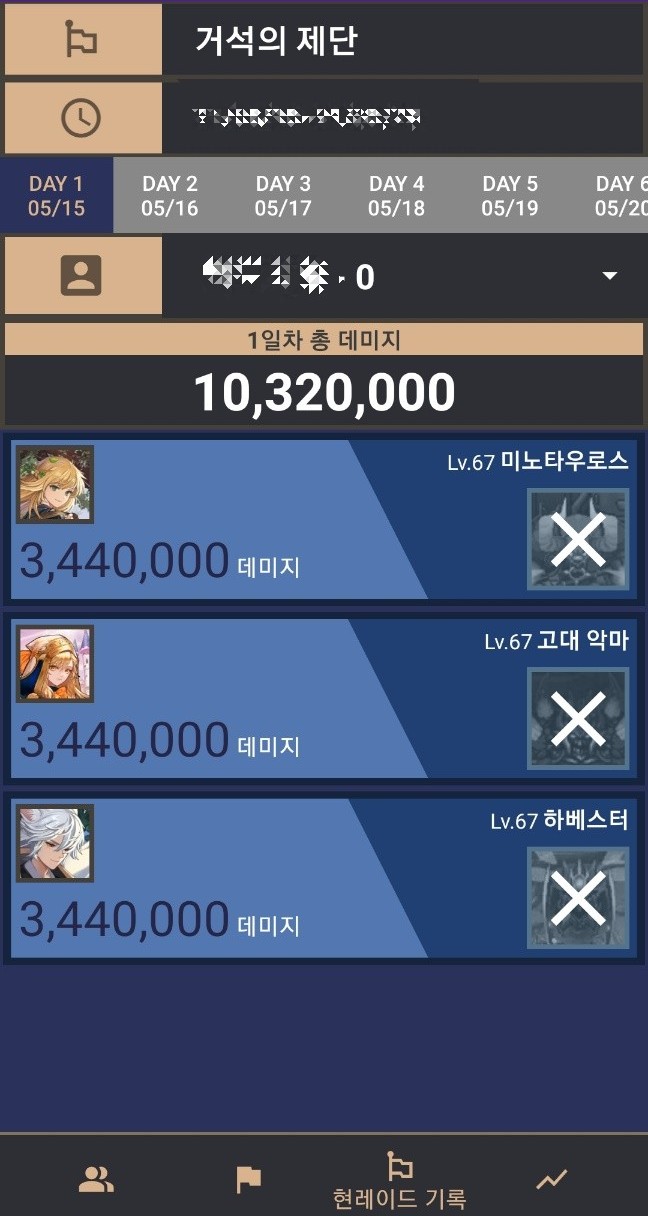 거석의 제단
DAY 1
05/15
DAY 2
05/16
DAY 3
05/17
DAY 4
05/18
DAY 5
05/19
DAY 6
05/20
· 0
1일차 총 데미지
10,320,000
Lv.67 미노타우로스
3,440,000 데미지
Lv.67 고대 악마
3,440,000 데미지
Lv.67 하베스터
3,440,000 데미지
현레이드 기록